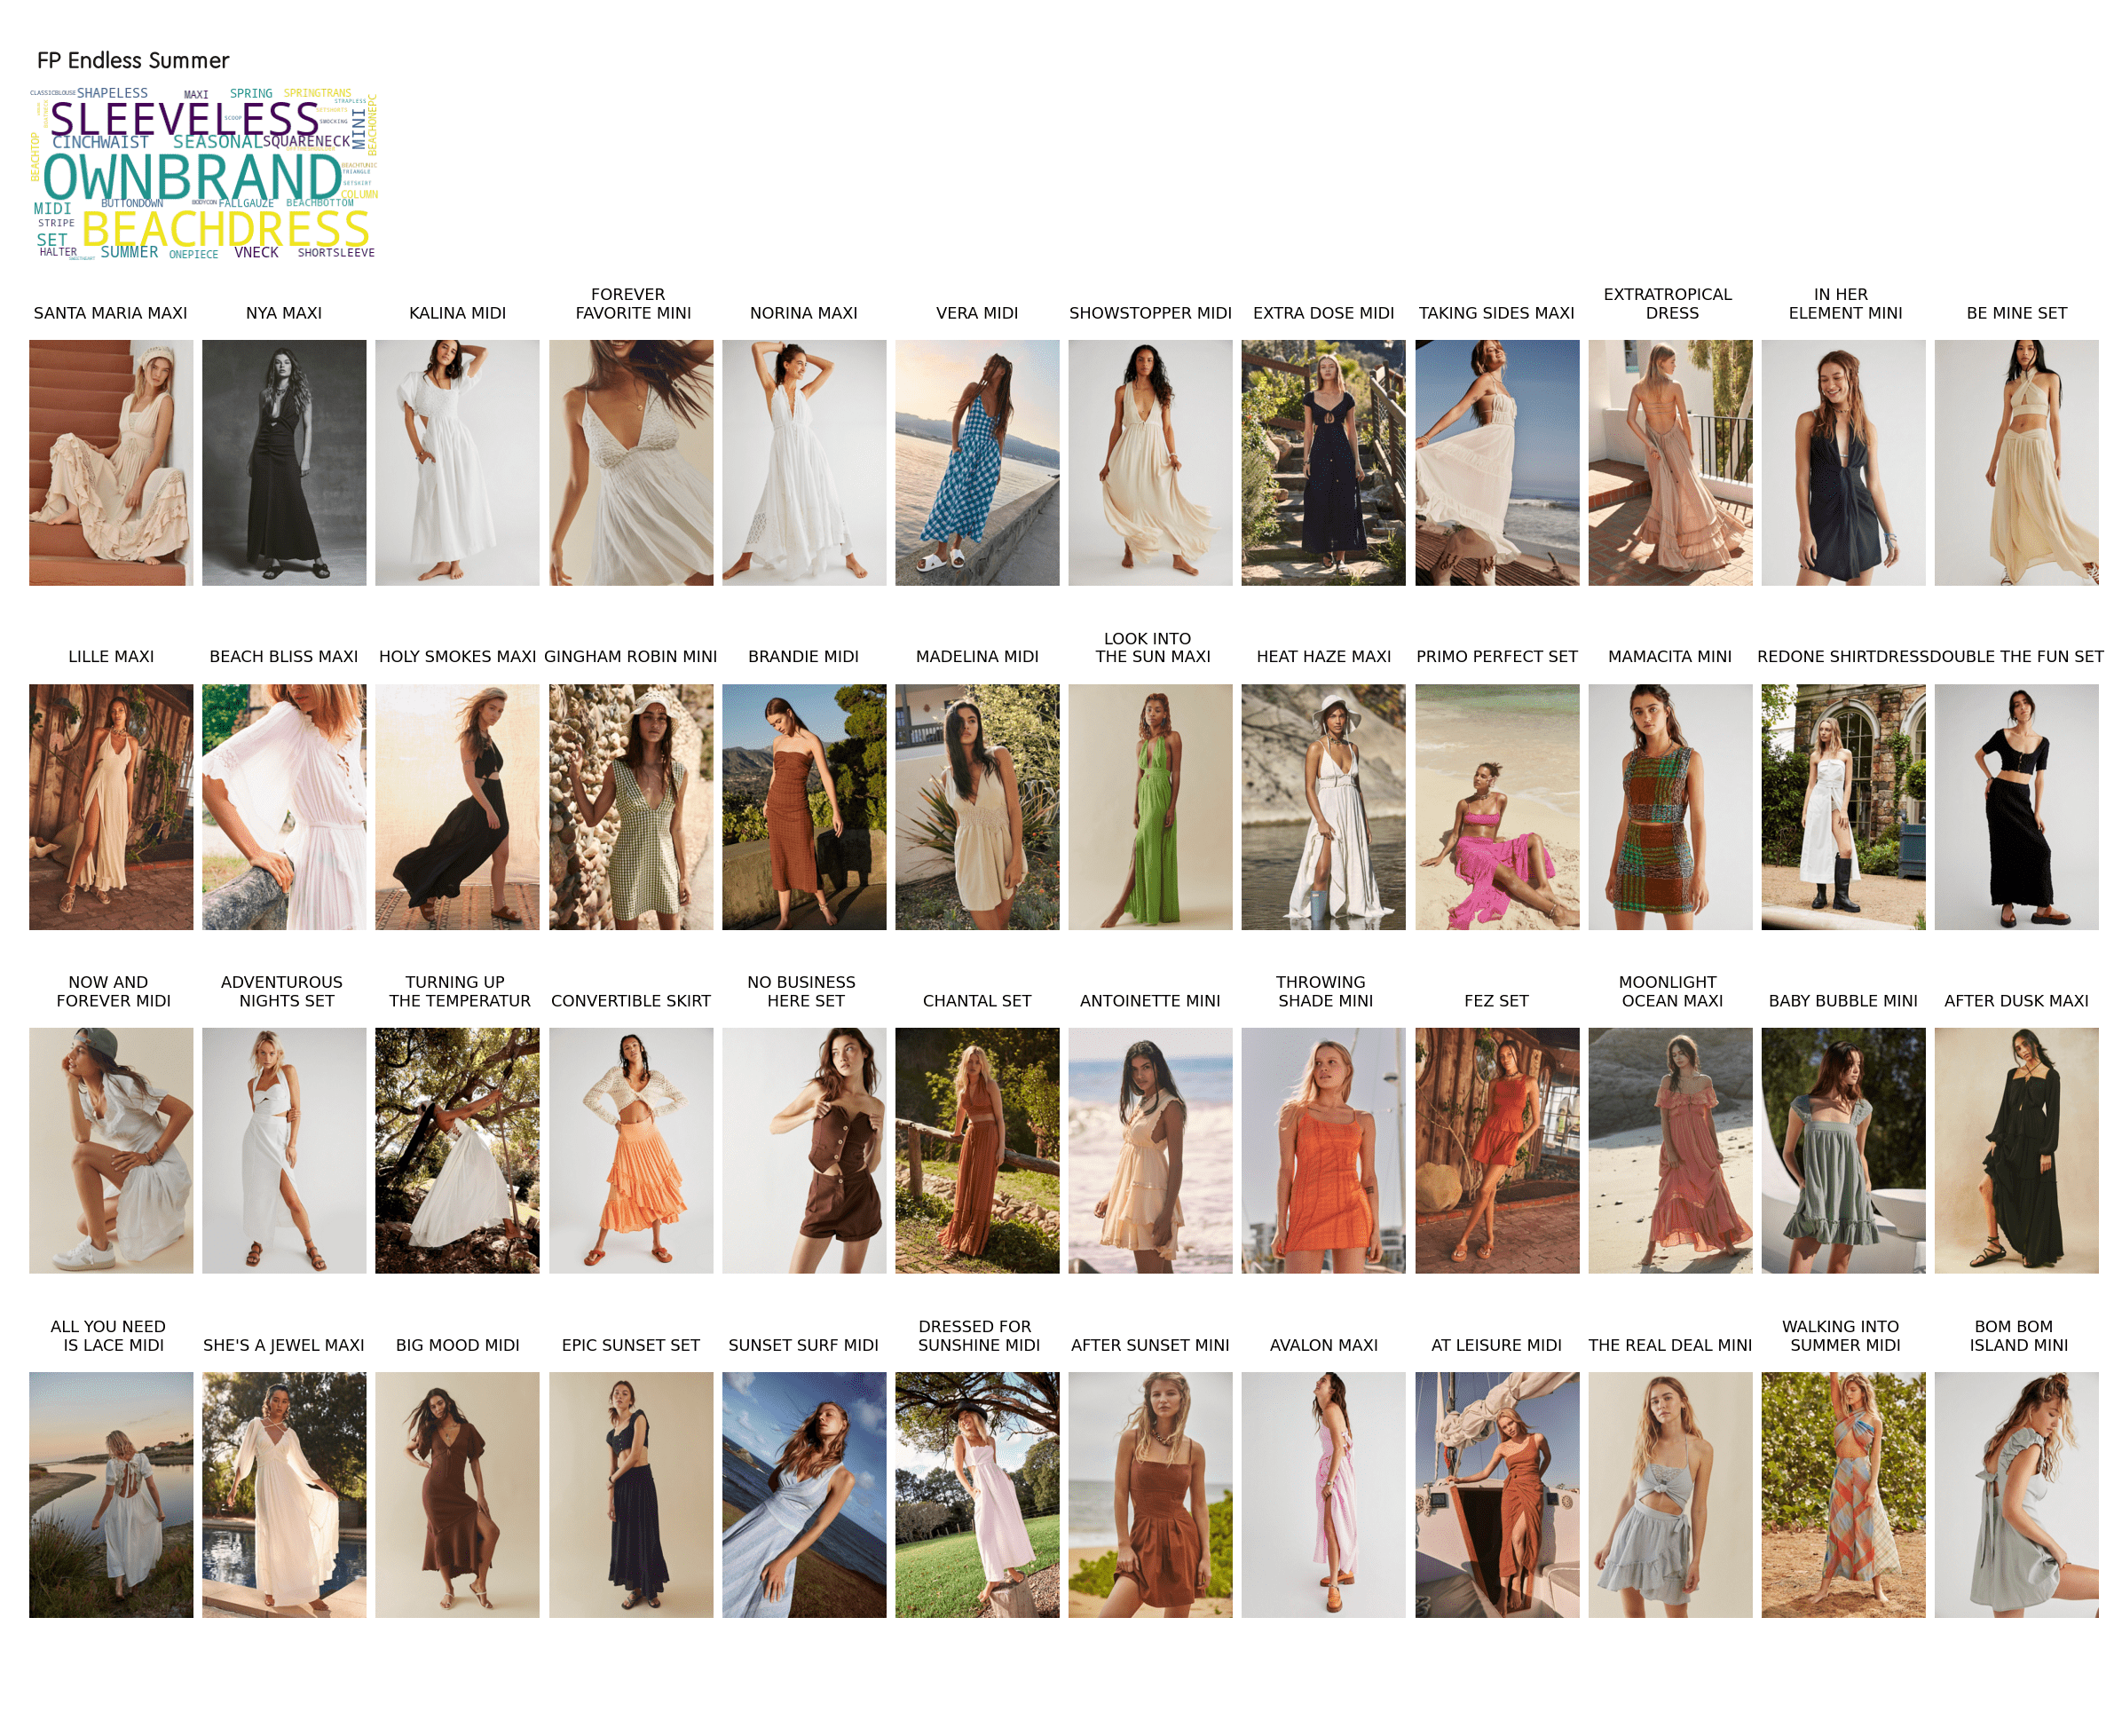 FP Endless Summer
CLASSICBLOUSE SHAPELESS MAXI SPRING SPRINGTRANS
STRAPLESS
SLEEVELESS
SCOOP SMOCKING
MINI
BEACHONEPC
CINCHWAIST SEASONAL SQUARENECK
BEACHTOP
OWNBRAND
BEACHTUNIC
TRIANGLE
SETSKIRT
COLUMN
MIDI BUTTONDOWN BODYCON FALLGAUZE BEACHBOTTOM
STRIPE
BEACHDRESS
SET
HALTER SUMMER ONEPIECE VNECK SHORTSLEEVE
SWEETHEART
SANTA MARIA MAXI NYA MAXI KALINA MIDI FOREVER FAVORITE MINI NORINA MAXI VERA MIDI SHOWSTOPPER MIDI EXTRA DOSE MIDI TAKING SIDES MAXI EXTRATROPICAL DRESS IN HER ELEMENT MINI BE MINE SET
LILLE MAXI BEACH BLISS MAXI HOLY SMOKES MAXI GINGHAM ROBIN MINI BRANDIE MIDI MADELINA MIDI LOOK INTO THE SUN MAXI HEAT HAZE MAXI PRIMO PERFECT SET MAMACITA MINI REDONE SHIRTDRESS DOUBLE THE FUN SET
NOW AND FOREVER MIDI ADVENTUROUS NIGHTS SET TURNING UP THE TEMPERATUR CONVERTIBLE SKIRT NO BUSINESS HERE SET CHANTAL SET ANTOINETTE MINI THROWING SHADE MINI FEZ SET MOONLIGHT OCEAN MAXI BABY BUBBLE MINI AFTER DUSK MAXI
ALL YOU NEED IS LACE MIDI SHE'S A JEWEL MAXI BIG MOOD MIDI EPIC SUNSET SET SUNSET SURF MIDI DRESSED FOR SUNSHINE MIDI AFTER SUNSET MINI AVALON MAXI AT LEISURE MIDI THE REAL DEAL MINI WALKING INTO SUMMER MIDI BOM BOM ISLAND MINI